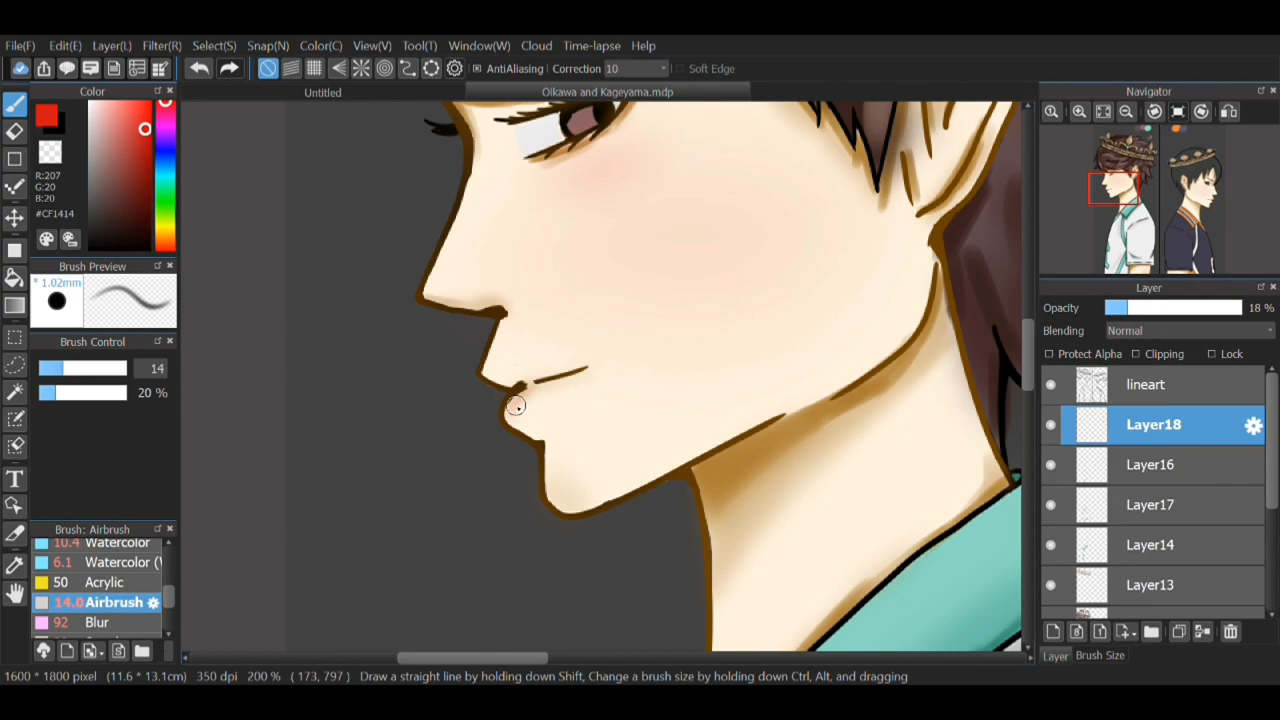 File(F) Edit(E) Layer(L) Filter(R) Select(S) Snap(N) Color(C) View(V) Tool(T) Window(W) Cloud Time-lapse Help
AntiAliasing Correction 10 Soft Edge
Color
Untitled
Oikawa and Kageyama.mdp
Navigator
R:207
G:20
B:20
#CF1414
Brush Preview
* 1.02mm
Brush Control
14
20 %
Brush: Airbrush
10.4 Watercolor
6.1 Watercolor (
50 Acrylic
14.0 Airbrush
92 Blur
Layer
Opacity 18 %
Blending Normal
Protect Alpha Clipping Lock
lineart
Layer18
Layer16
Layer17
Layer14
Layer13
Layer Brush Size
1600 * 1800 pixel (11.6 * 13.1cm) 350 dpi 200 % ( 173, 797 ) Draw a straight line by holding down Shift, Change a brush size by holding down Ctrl, Alt, and dragging